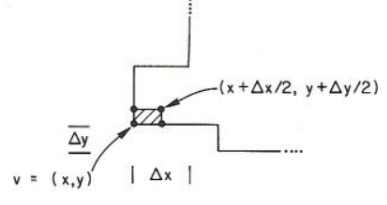 (x+Δx/2, y+Δy/2)
Δy
v = (x,y) | Δx |